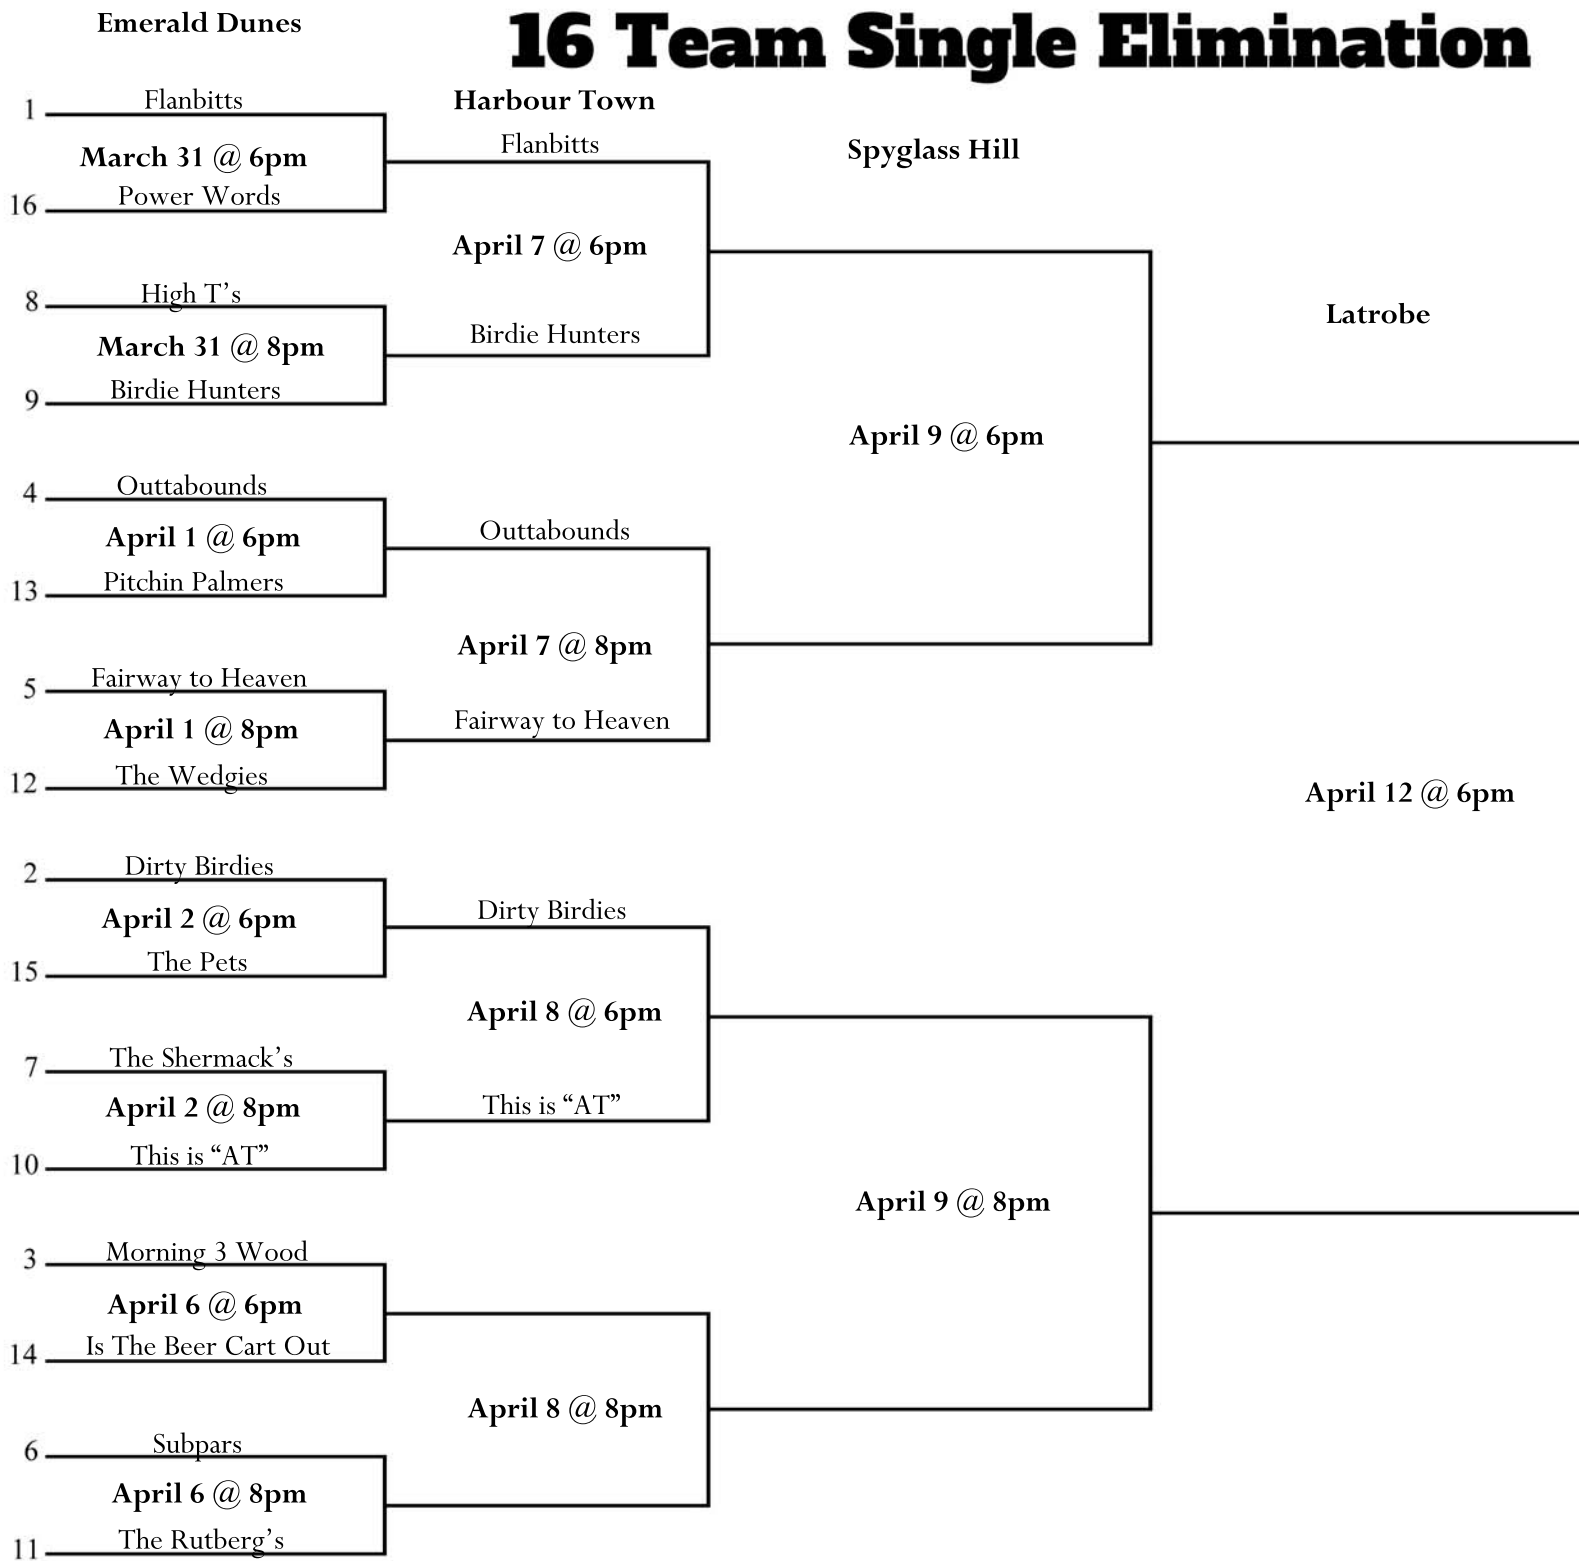 Emerald Dunes
16 Team Single Elimination
Harbour Town
Spyglass Hill
Latrobe
1 Flanbitts
March 31 @ 6pm
16 Power Words
8 High T’s
March 31 @ 8pm
9 Birdie Hunters
4 Outtabounds
April 1 @ 6pm
13 Pitchin Palmers
5 Fairway to Heaven
April 1 @ 8pm
12 The Wedgies
2 Dirty Birdies
April 2 @ 6pm
15 The Pets
7 The Shermack’s
April 2 @ 8pm
10 This is “AT”
3 Morning 3 Wood
April 6 @ 6pm
14 Is The Beer Cart Out
6 Subpars
April 6 @ 8pm
11 The Rutberg’s
Flanbitts
April 7 @ 6pm
Birdie Hunters
Outtabounds
April 7 @ 8pm
Fairway to Heaven
Dirty Birdies
April 8 @ 6pm
This is “AT”
April 8 @ 8pm
April 9 @ 6pm
April 9 @ 8pm
April 12 @ 6pm